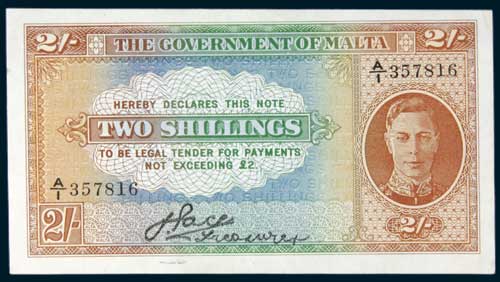 2/- THE GOVERNMENT OF MALTA 2/-
A/1 357816
HEREBY DECLARES THIS NOTE
TWO SHILLINGS
TO BE LEGAL TENDER FOR PAYMENTS
NOT EXCEEDING £2.
A/1 357816
J. Pace
Treasurer
2/- 2/-